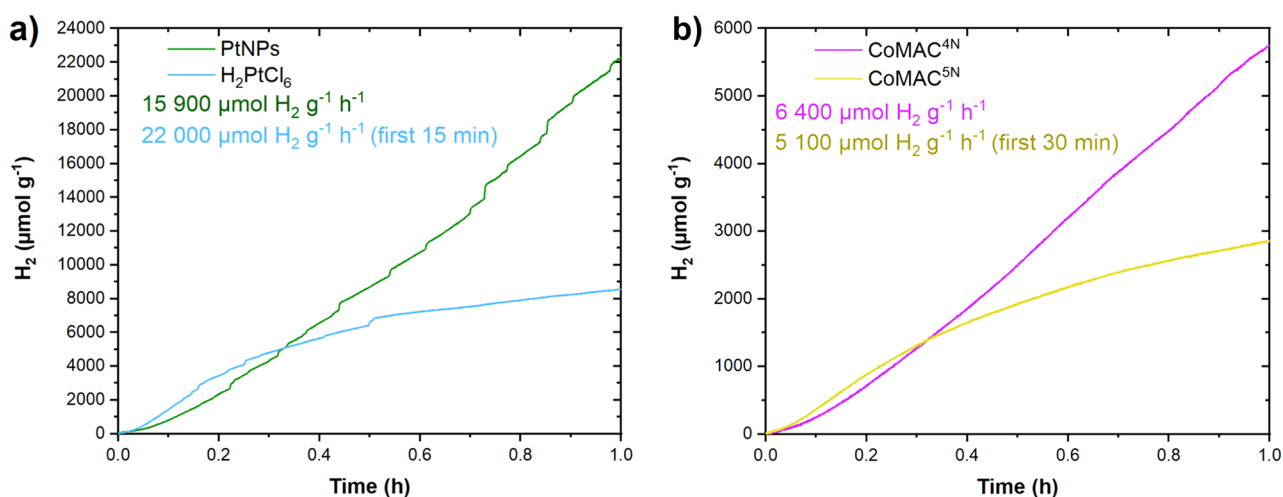 a)
PtNPs
H₂PtCl₆
15 900 µmol H₂ g⁻¹ h⁻¹
22 000 µmol H₂ g⁻¹ h⁻¹ (first 15 min)
24000
22000
20000
18000
16000
14000
12000
10000
8000
6000
4000
2000
0
H₂ (µmol g⁻¹)
0.0 0.2 0.4 0.6 0.8 1.0
Time (h)
b)
CoMAC⁴ᴺ
CoMAC⁵ᴺ
6 400 µmol H₂ g⁻¹ h⁻¹
5 100 µmol H₂ g⁻¹ h⁻¹ (first 30 min)
6000
5000
4000
3000
2000
1000
0
H₂ (µmol g⁻¹)
0.0 0.2 0.4 0.6 0.8 1.0
Time (h)